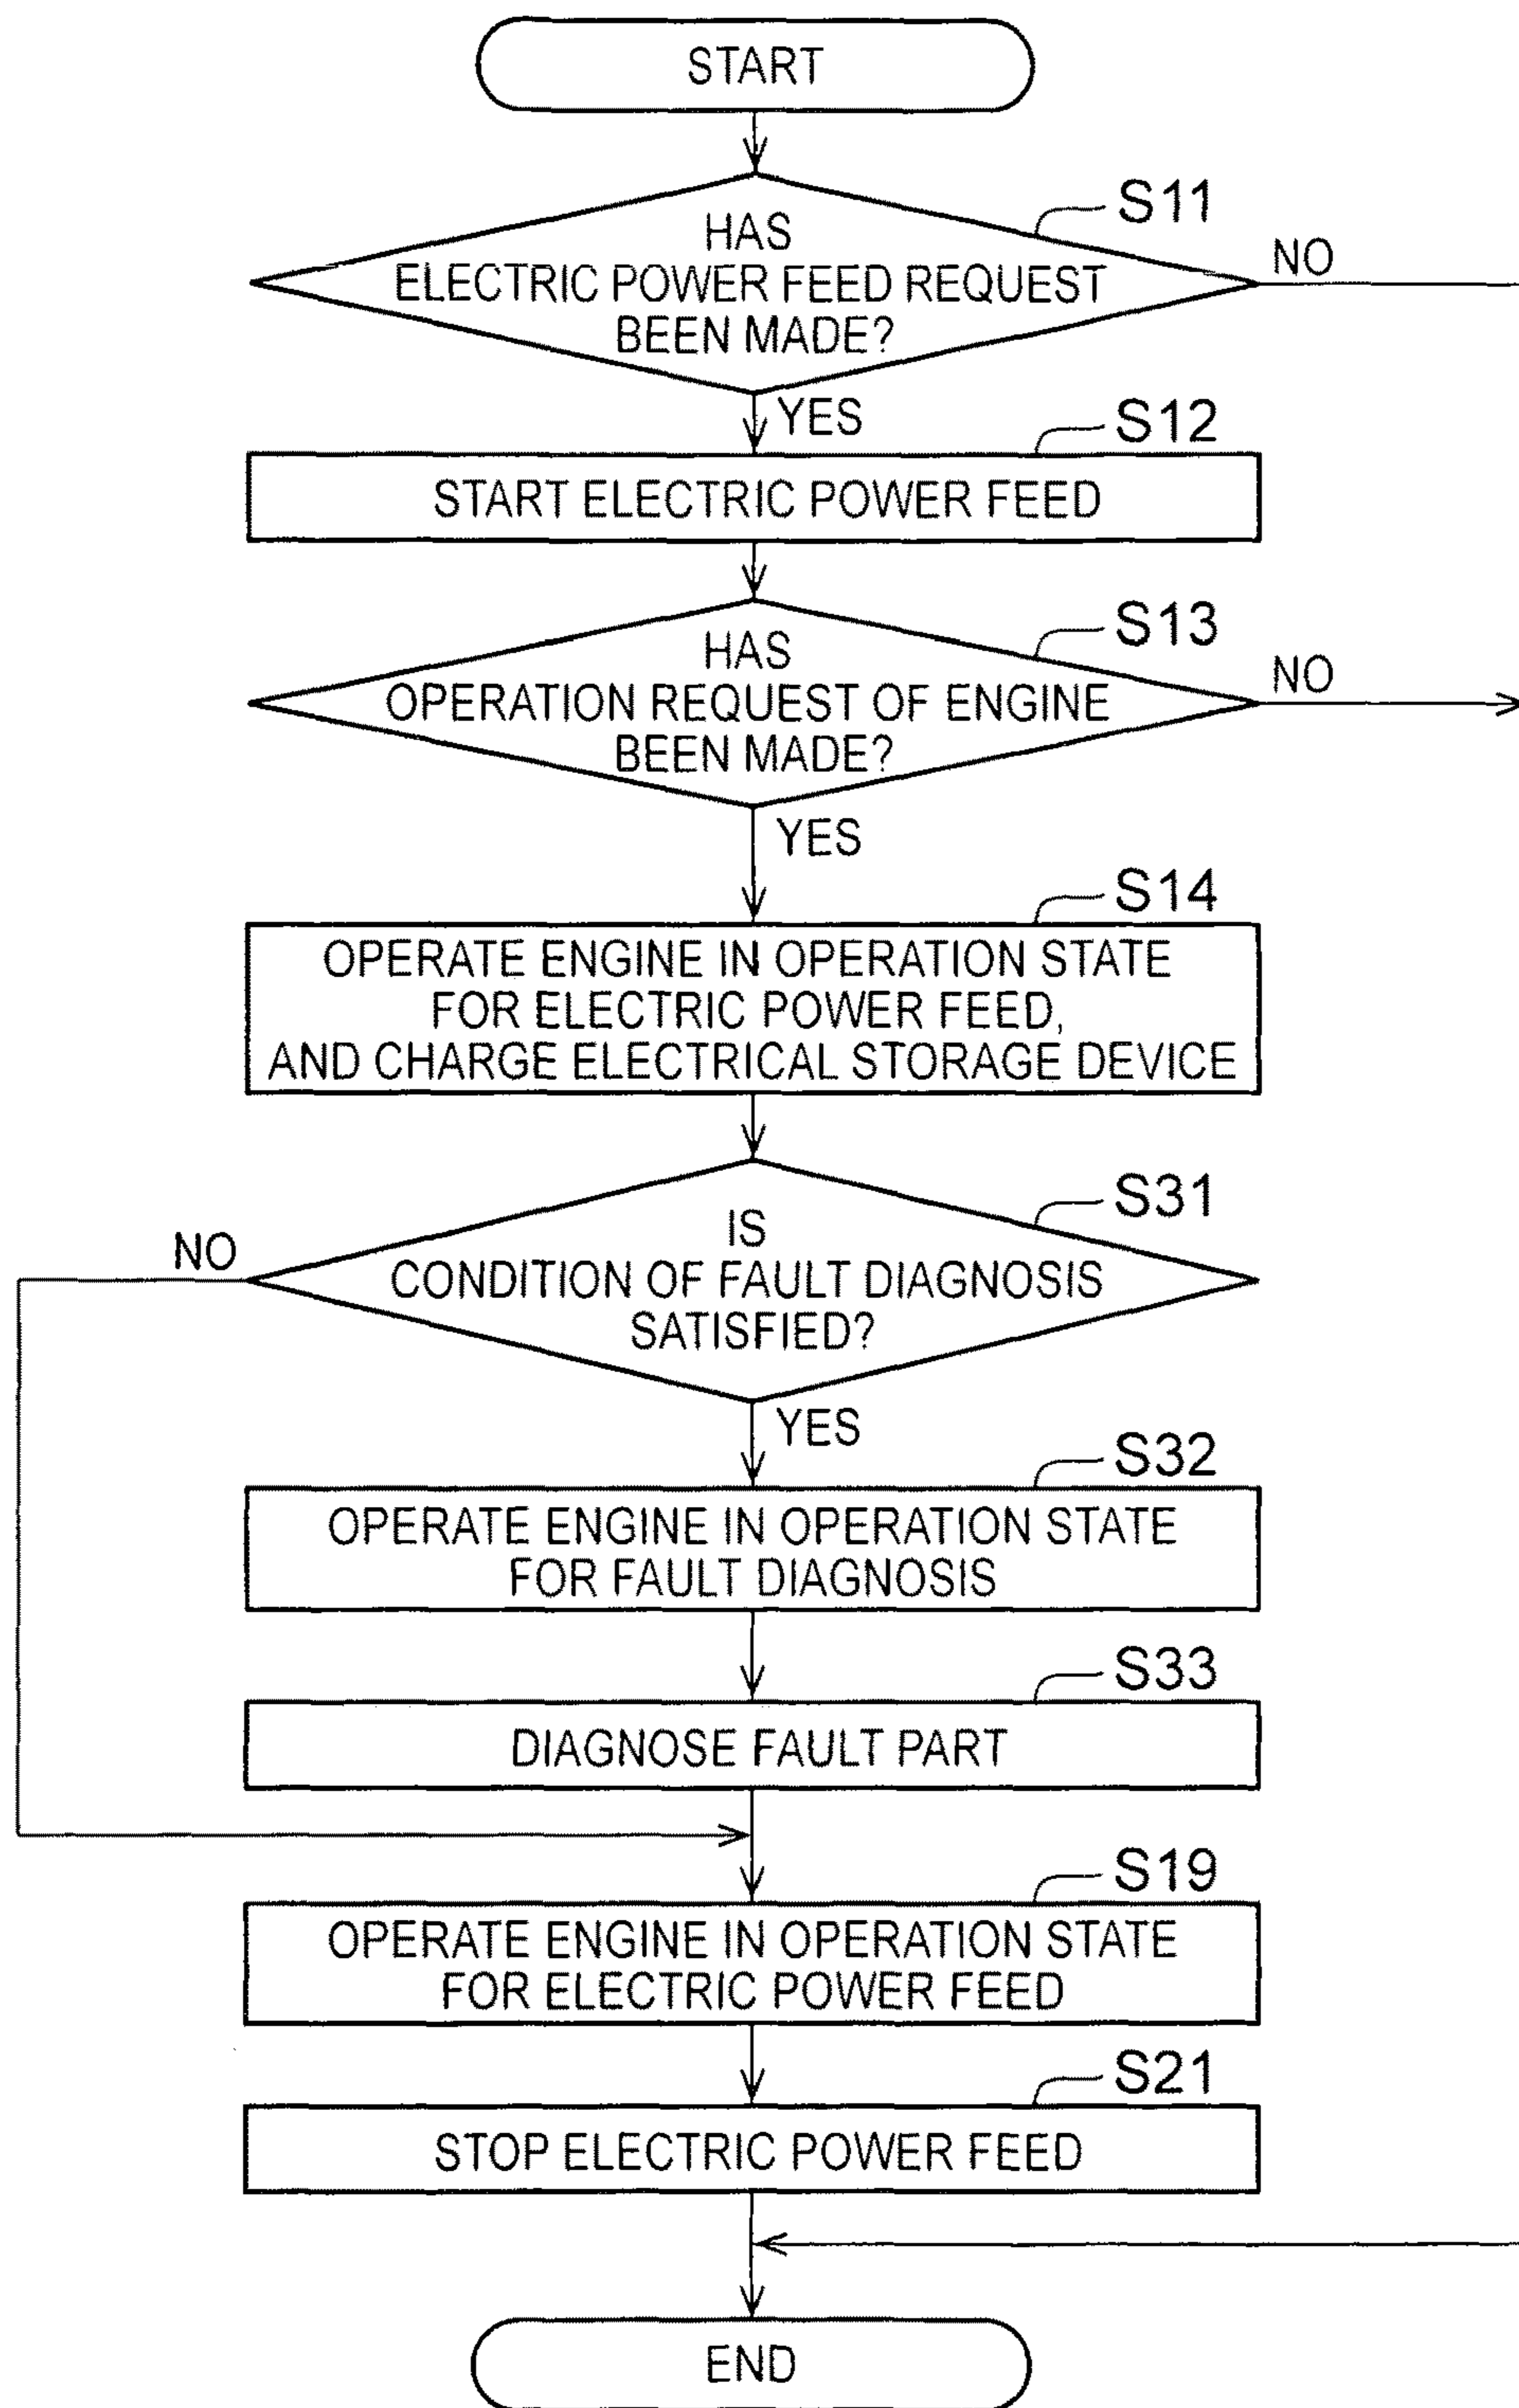 START
S11
HAS
ELECTRIC POWER FEED REQUEST
BEEN MADE?
NO
YES
S12
START ELECTRIC POWER FEED
S13
HAS
OPERATION REQUEST OF ENGINE
BEEN MADE?
NO
YES
S14
OPERATE ENGINE IN OPERATION STATE
FOR ELECTRIC POWER FEED,
AND CHARGE ELECTRICAL STORAGE DEVICE
S31
NO
IS
CONDITION OF FAULT DIAGNOSIS
SATISFIED?
YES
S32
OPERATE ENGINE IN OPERATION STATE
FOR FAULT DIAGNOSIS
S33
DIAGNOSE FAULT PART
S19
OPERATE ENGINE IN OPERATION STATE
FOR ELECTRIC POWER FEED
S21
STOP ELECTRIC POWER FEED
END